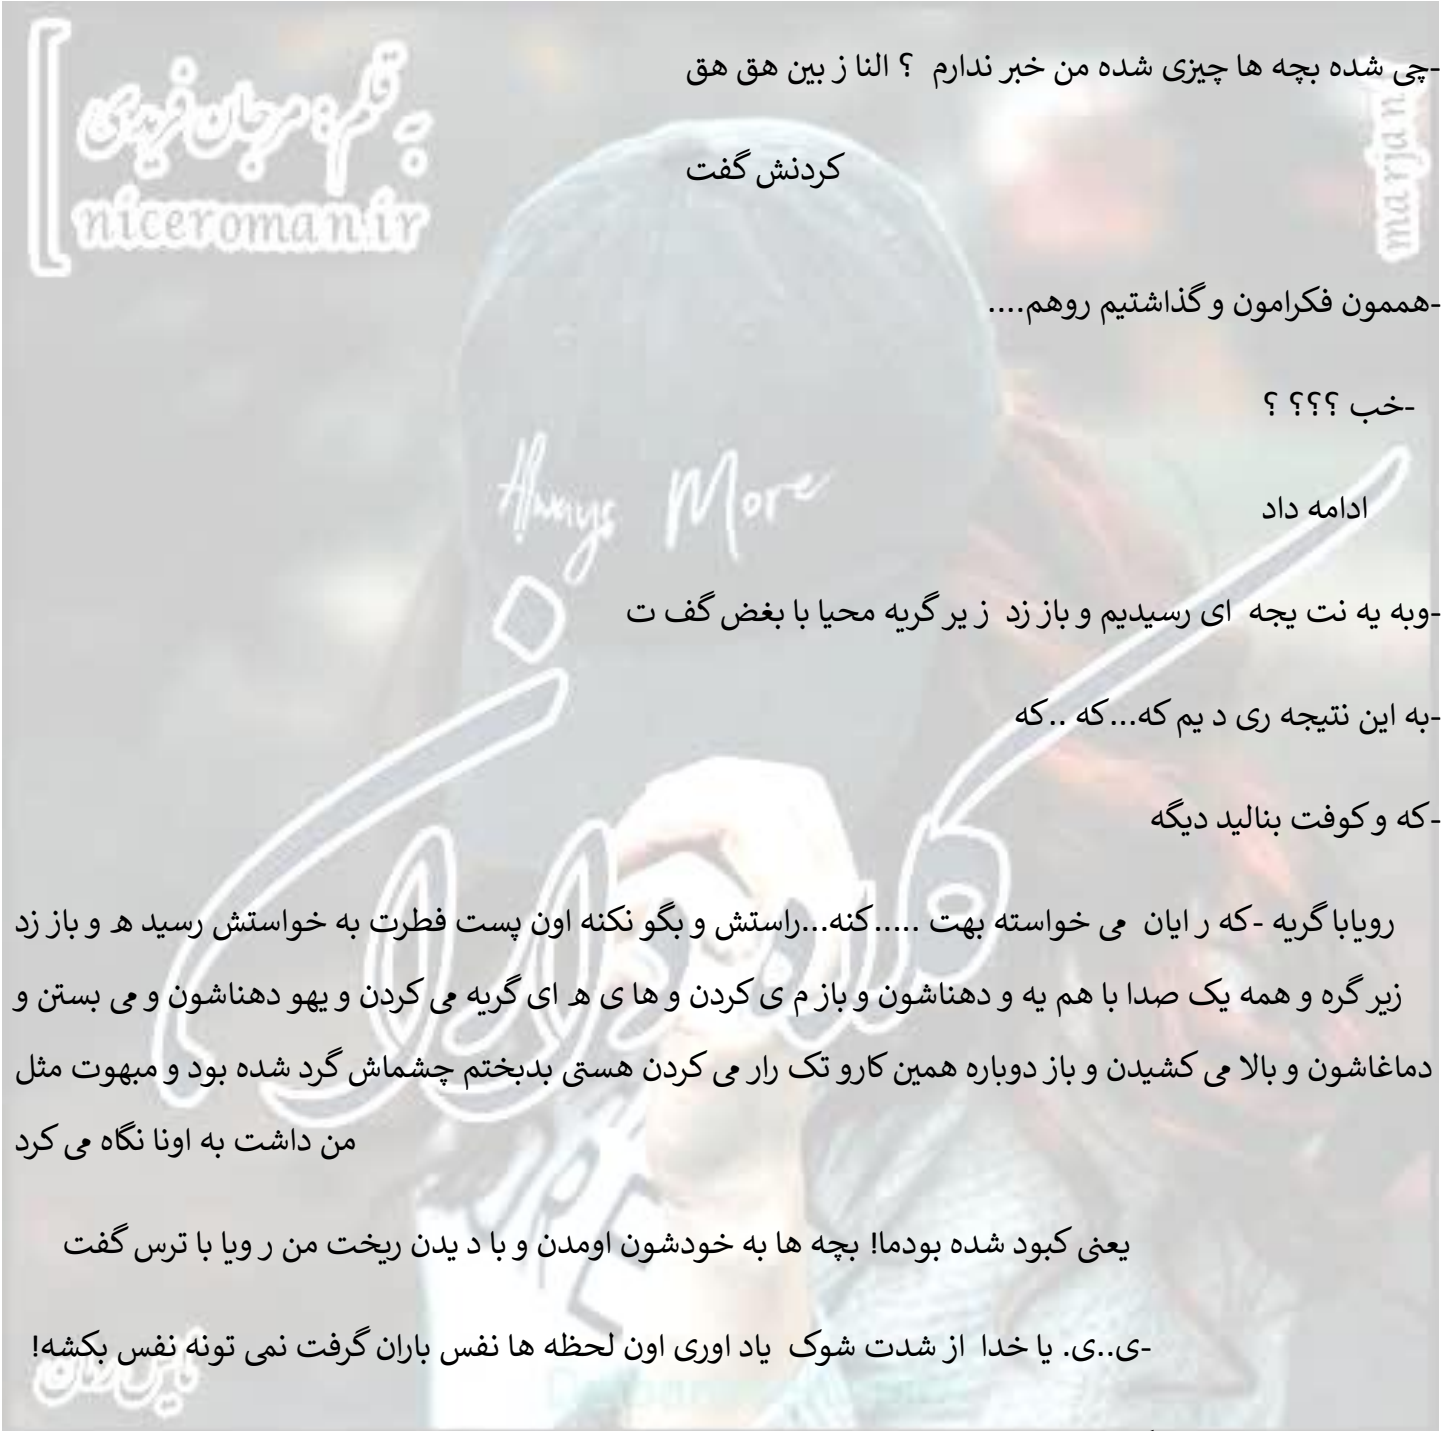 به قلم: مرجان فریدی
niceroman.ir
marjan
-چی شده بچه ها چیزی شده من خبر ندارم ؟ النا ز بین هق هق
کردنش گفت
-هممون فکرامون و گذاشتیم روهم....
-خب ؟؟؟ ؟
Always More
ادامه داد
-وبه یه نت یجه ای رسیدیم و باز زد ز یر گریه محیا با بغض گف ت
-به این نتیجه ری د یم که...که ..که
-که و کوفت بنالید دیگه
رویابا گریه -که ر ایان می خواسته بهت .....کنه...راستش و بگو نکنه اون پست فطرت به خواستش رسید ه و باز زد
زیر گره و همه یک صدا با هم یه و دهناشون و باز م ی کردن و ها ی ه ای گریه می کردن و یهو دهناشون و می بستن و
دماغاشون و بالا می کشیدن و باز دوباره همین کارو تک رار می کردن هستی بدبختم چشماش گرد شده بود و مبهوت مثل
من داشت به اونا نگاه می کرد
یعنی کبود شده بودما! بچه ها به خودشون اومدن و با د یدن ریخت من ر ویا با ترس گفت
-ی..ی. یا خدا از شدت شوک یاد اوری اون لحظه ها نفس باران گرفت نمی تونه نفس بکشه!
نایس رمان